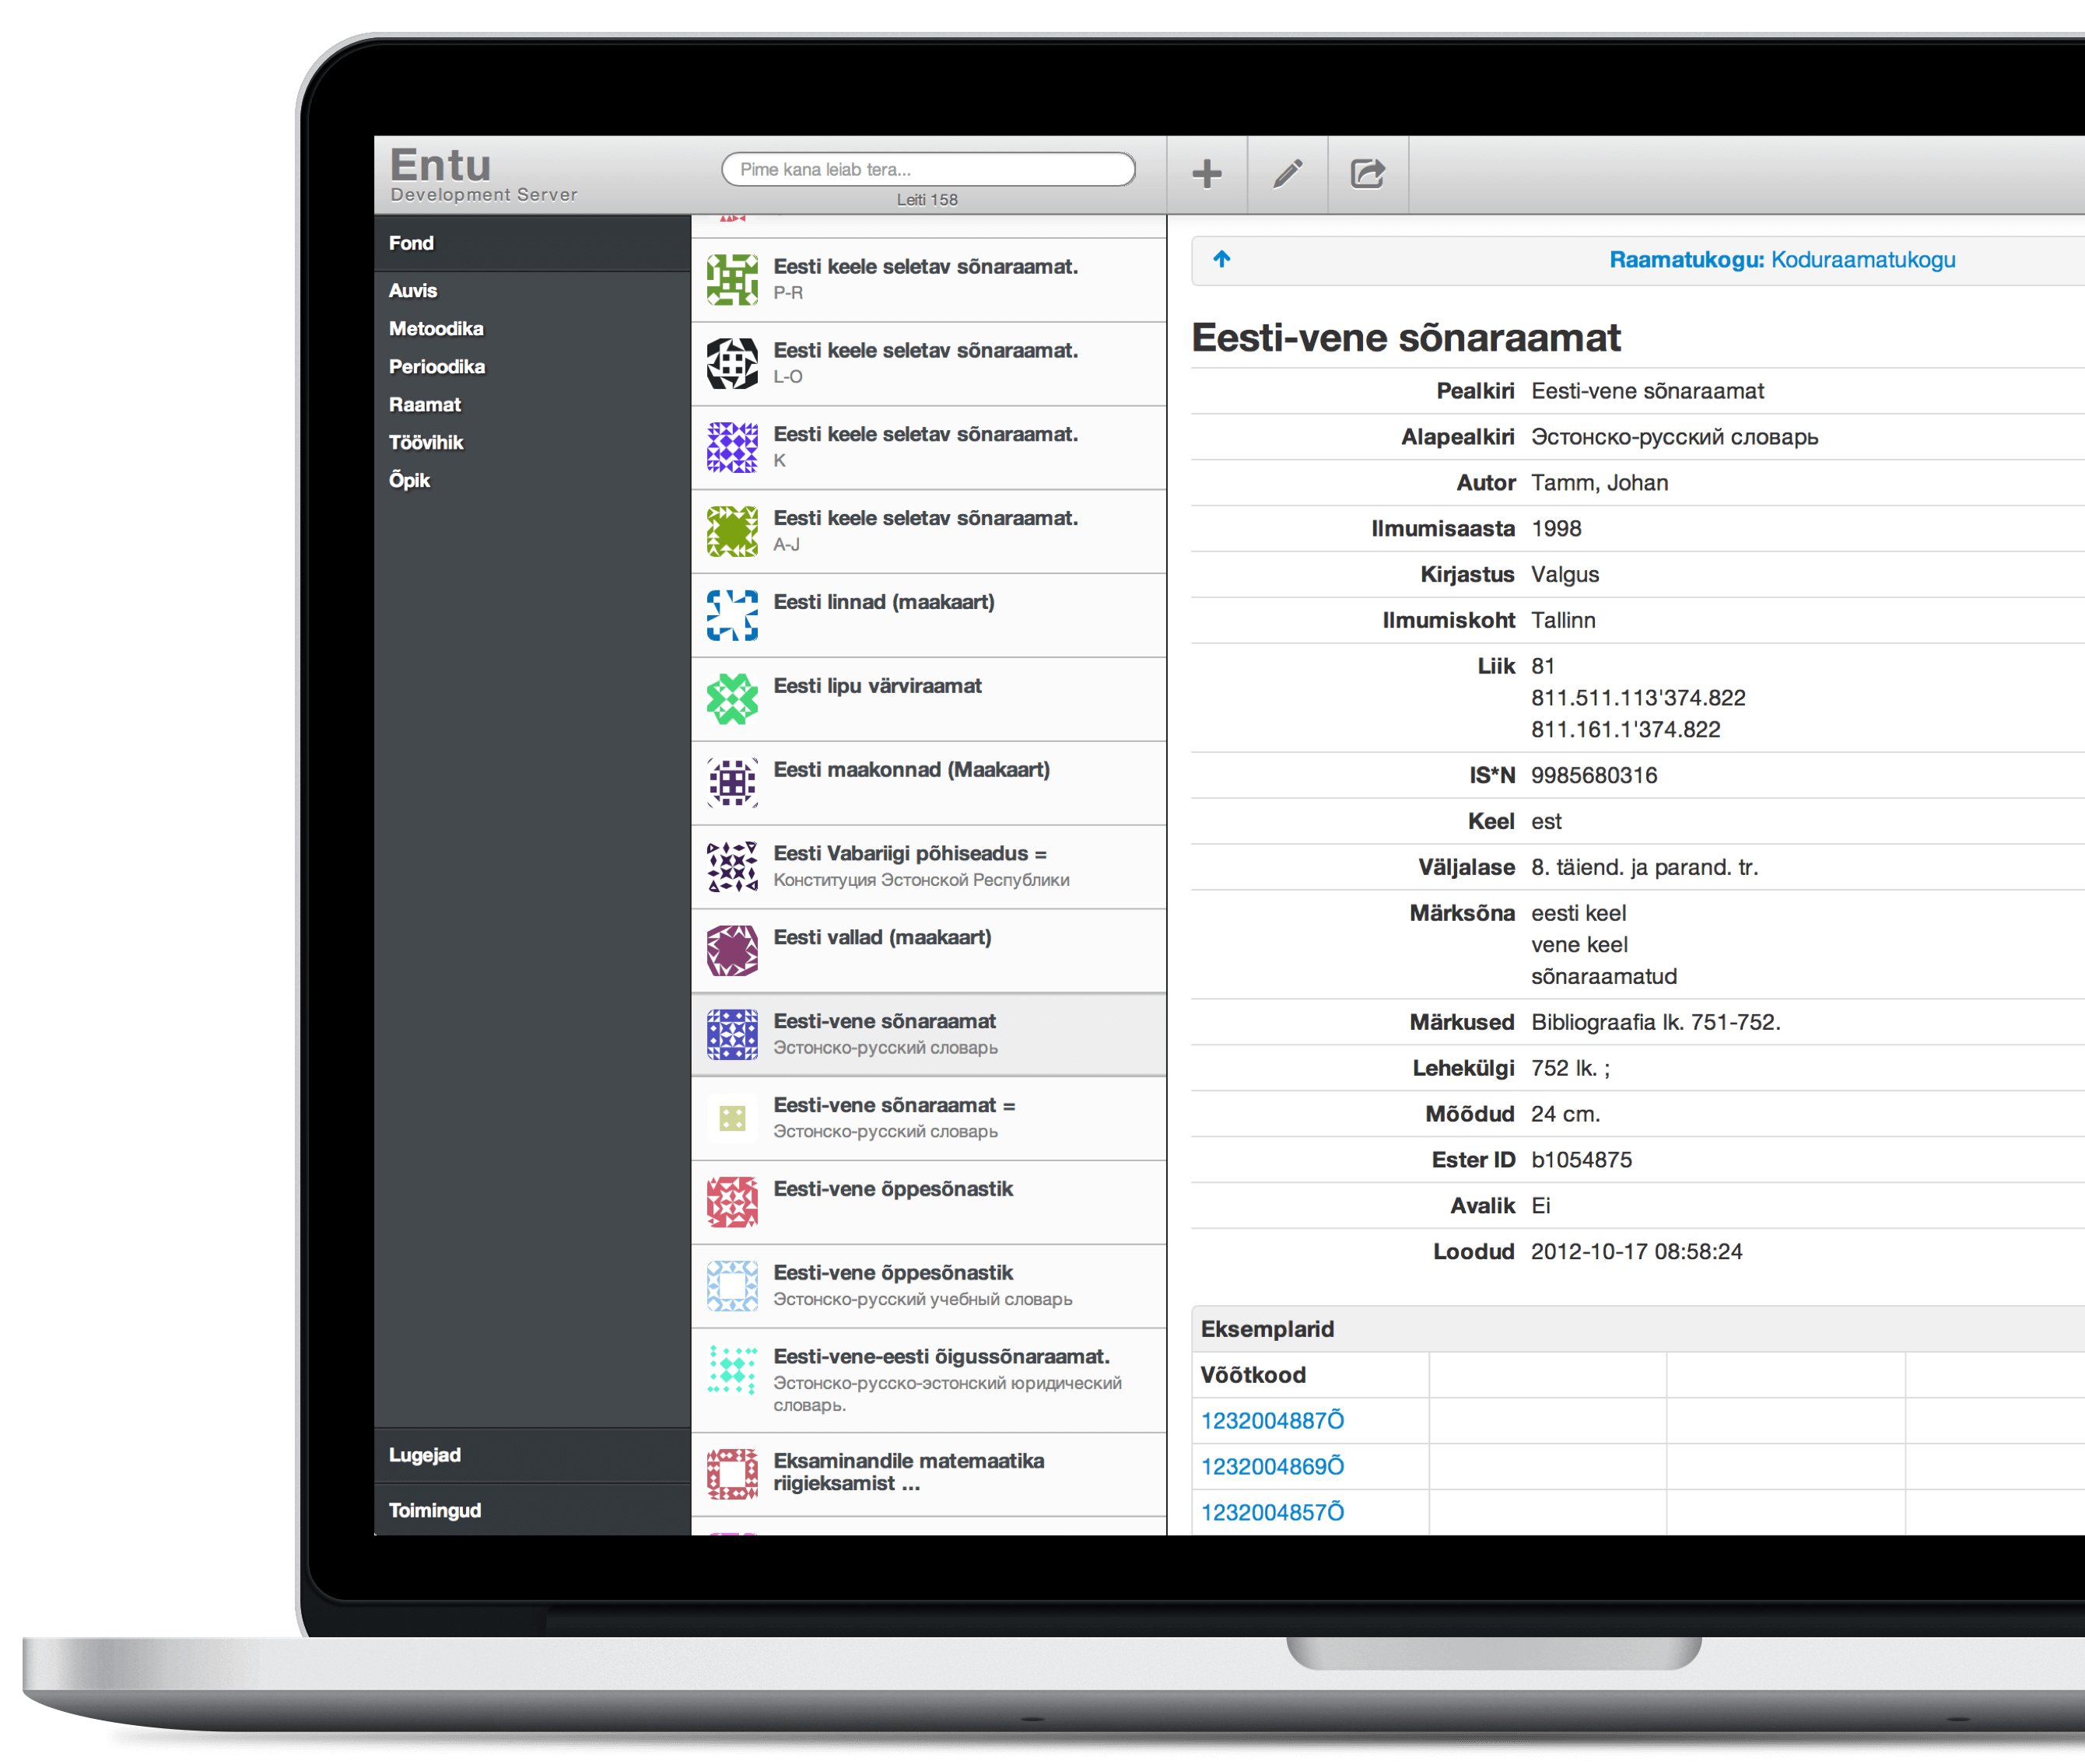 Entu
Development Server
Pime kana leiab tera...
Leiti 158
Fond
Auvis
Metoodika
Perioodika
Raamat
Töövihik
Õpik
Lugejad
Toimingud
Eesti keele seletav sõnaraamat.
P-R
Eesti keele seletav sõnaraamat.
L-O
Eesti keele seletav sõnaraamat.
K
Eesti keele seletav sõnaraamat.
A-J
Eesti linnad (maakaart)
Eesti lipu värviraamat
Eesti maakonnad (Maakaart)
Eesti Vabariigi põhiseadus =
Конституция Эстонской Республики
Eesti vallad (maakaart)
Eesti-vene sõnaraamat
Эстонско-русский словарь
Eesti-vene sõnaraamat =
Эстонско-русский словарь
Eesti-vene õppesõnastik
Eesti-vene õppesõnastik
Эстонско-русский учебный словарь
Eesti-vene-eesti õigussõnaraamat.
Эстонско-русско-эстонский юридический
словарь.
Eksaminandile matemaatika
riigieksamist ...
Raamatukogu: Koduraamatukogu
Eesti-vene sõnaraamat
Pealkiri Eesti-vene sõnaraamat
Alapealkiri Эстонско-русский словарь
Autor Tamm, Johan
Ilmumisaasta 1998
Kirjastus Valgus
Ilmumiskoht Tallinn
Liik 81
811.511.113'374.822
811.161.1'374.822
IS*N 9985680316
Keel est
Väljalase 8. täiend. ja parand. tr.
Märksõna eesti keel
vene keel
sõnaraamatud
Märkused Bibliograafia lk. 751-752.
Lehekülgi 752 lk. ;
Mõõdud 24 cm.
Ester ID b1054875
Avalik Ei
Loodud 2012-10-17 08:58:24
Eksemplarid
Võõtkood
1232004887Õ
1232004869Õ
1232004857Õ